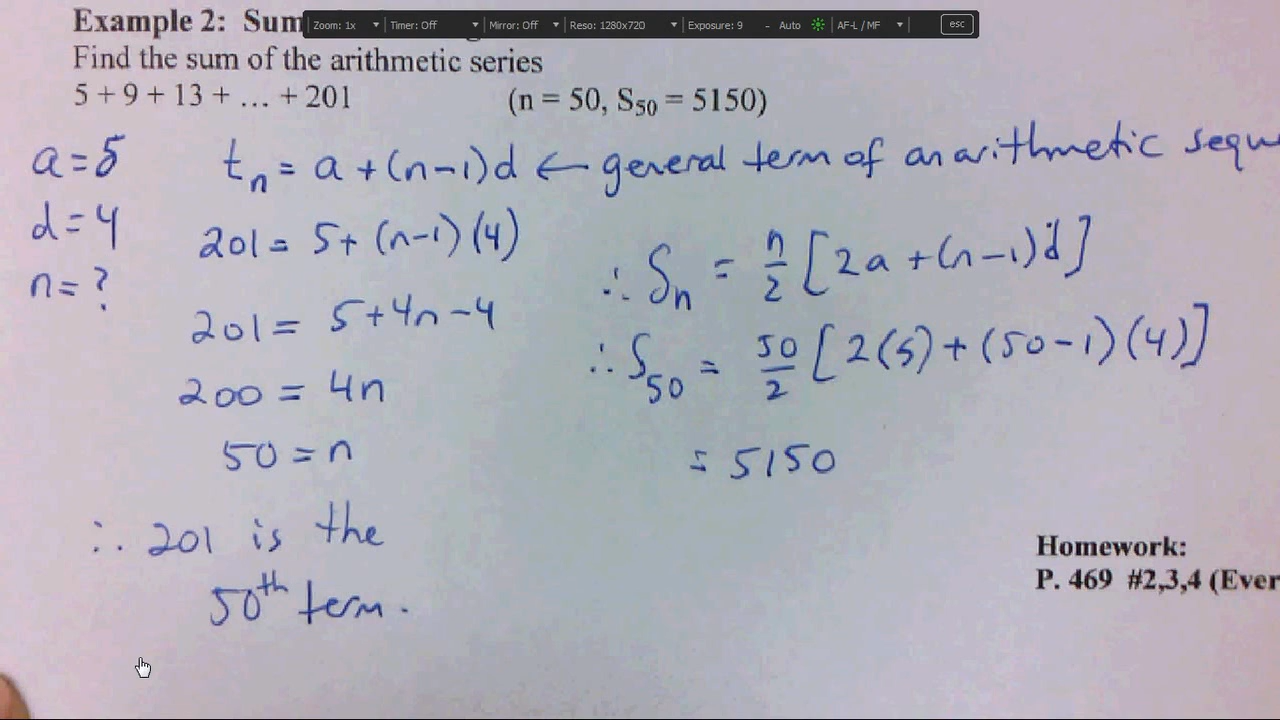 Zoom: 1x Timer: Off Mirror: Off Reso: 1280x720 Exposure: 9 - Auto AF-L / MF esc
Example 2: Sum
Find the sum of the arithmetic series
5 + 9 + 13 + … + 201 (n = 50, S₅₀ = 5150)
a = 5
d = 4
n = ?
tₙ = a + (n-1)d ← general term of an arithmetic
201 = 5 + (n-1)(4)
201 = 5+4n-4
200 = 4n
50 = n
∴ 201 is the
50ᵗʰ term.
∴ Sₙ = n/2 [2a + (n-1)d]
∴ S₅₀ = 50/2 [2(5) + (50-1)(4)]
= 5150
Homework:
P. 469 #2,3,4